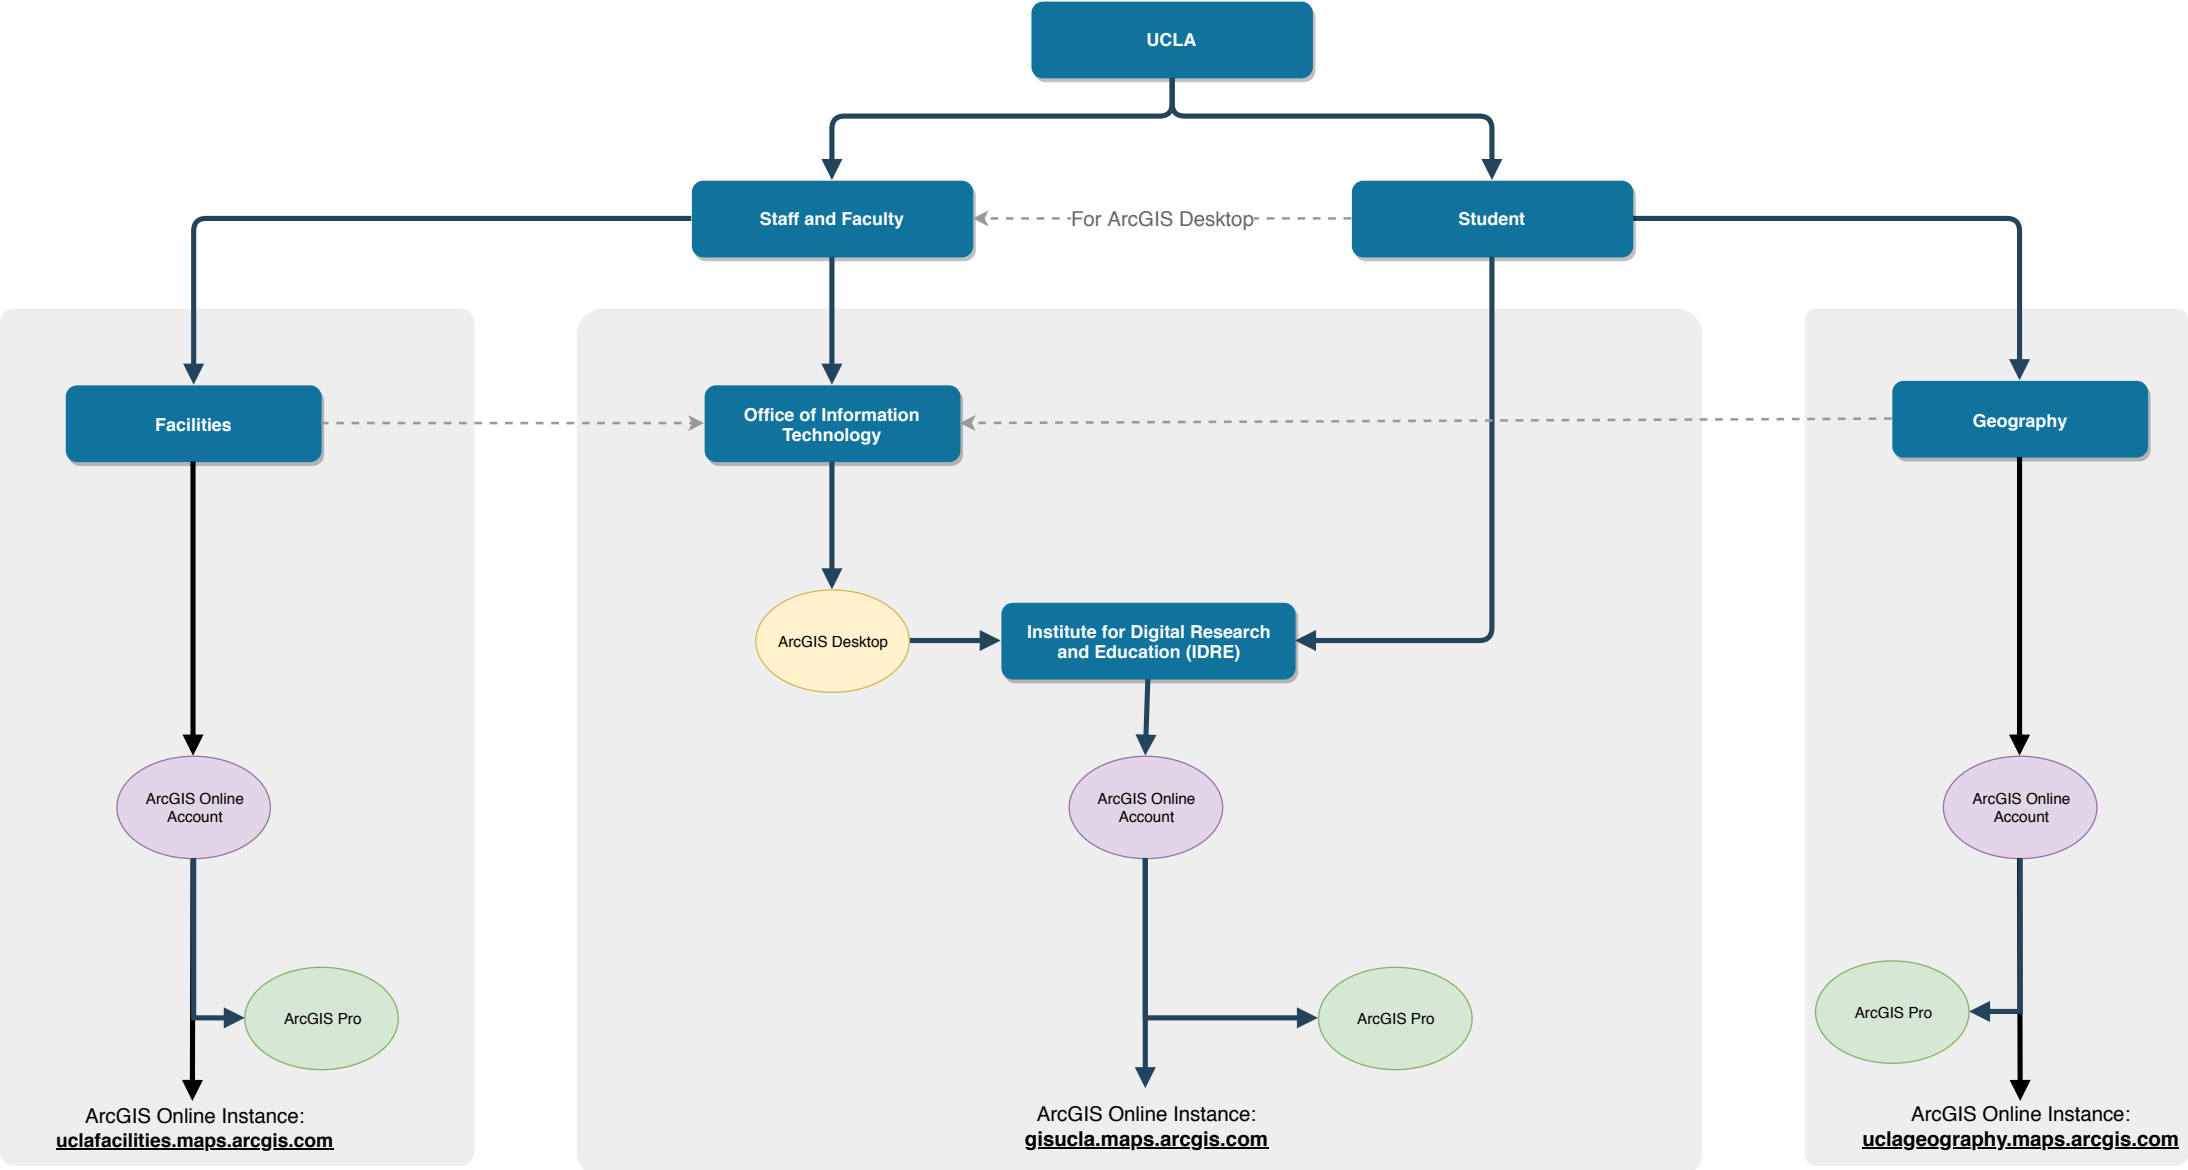 UCLA
Staff and Faculty
For ArcGIS Desktop
Student
Facilities
Office of Information
Technology
Geography
ArcGIS Desktop
Institute for Digital Research
and Education (IDRE)
ArcGIS Online
Account
ArcGIS Online
Account
ArcGIS Online
Account
ArcGIS Pro
ArcGIS Pro
ArcGIS Pro
ArcGIS Online Instance:
uclafacilities.maps.arcgis.com
ArcGIS Online Instance:
gisucla.maps.arcgis.com
ArcGIS Online Instance:
uclageography.maps.arcgis.com